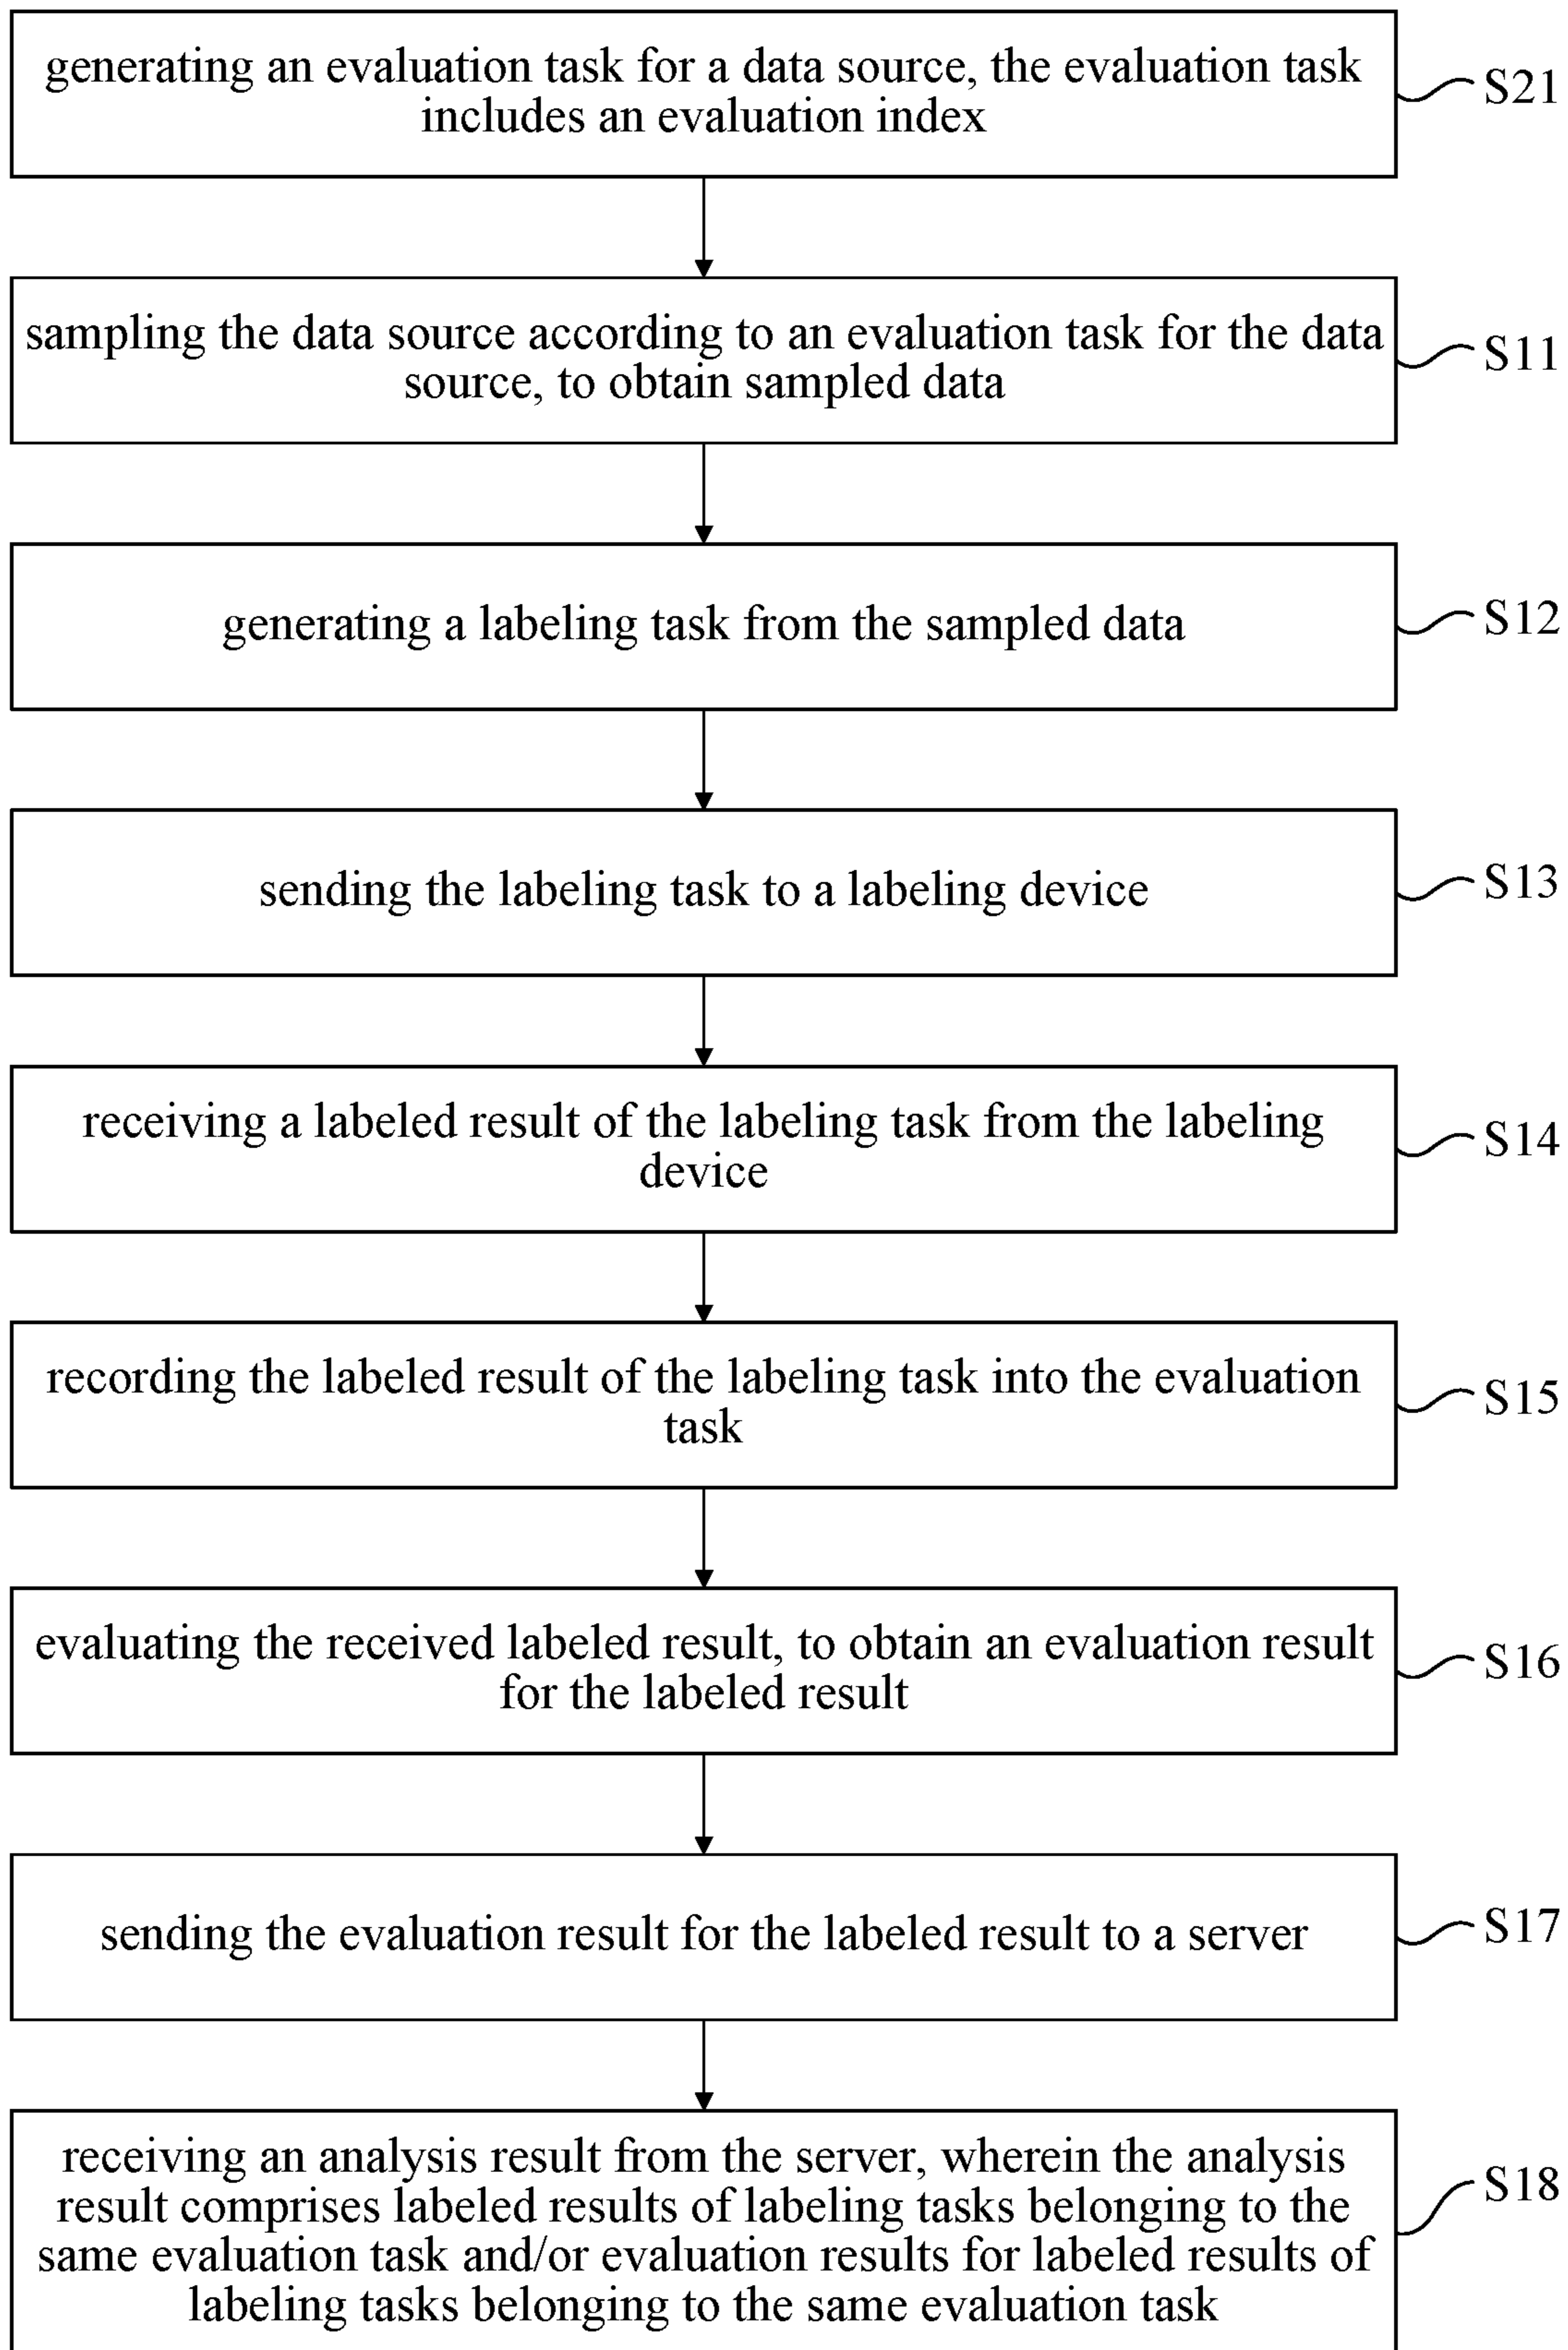 generating an evaluation task for a data source, the evaluation task
includes an evaluation index
S21
sampling the data source according to an evaluation task for the data
source, to obtain sampled data
S11
generating a labeling task from the sampled data
S12
sending the labeling task to a labeling device
S13
receiving a labeled result of the labeling task from the labeling
device
S14
recording the labeled result of the labeling task into the evaluation
task
S15
evaluating the received labeled result, to obtain an evaluation result
for the labeled result
S16
sending the evaluation result for the labeled result to a server
S17
receiving an analysis result from the server, wherein the analysis
result comprises labeled results of labeling tasks belonging to the
same evaluation task and/or evaluation results for labeled results of
labeling tasks belonging to the same evaluation task
S18